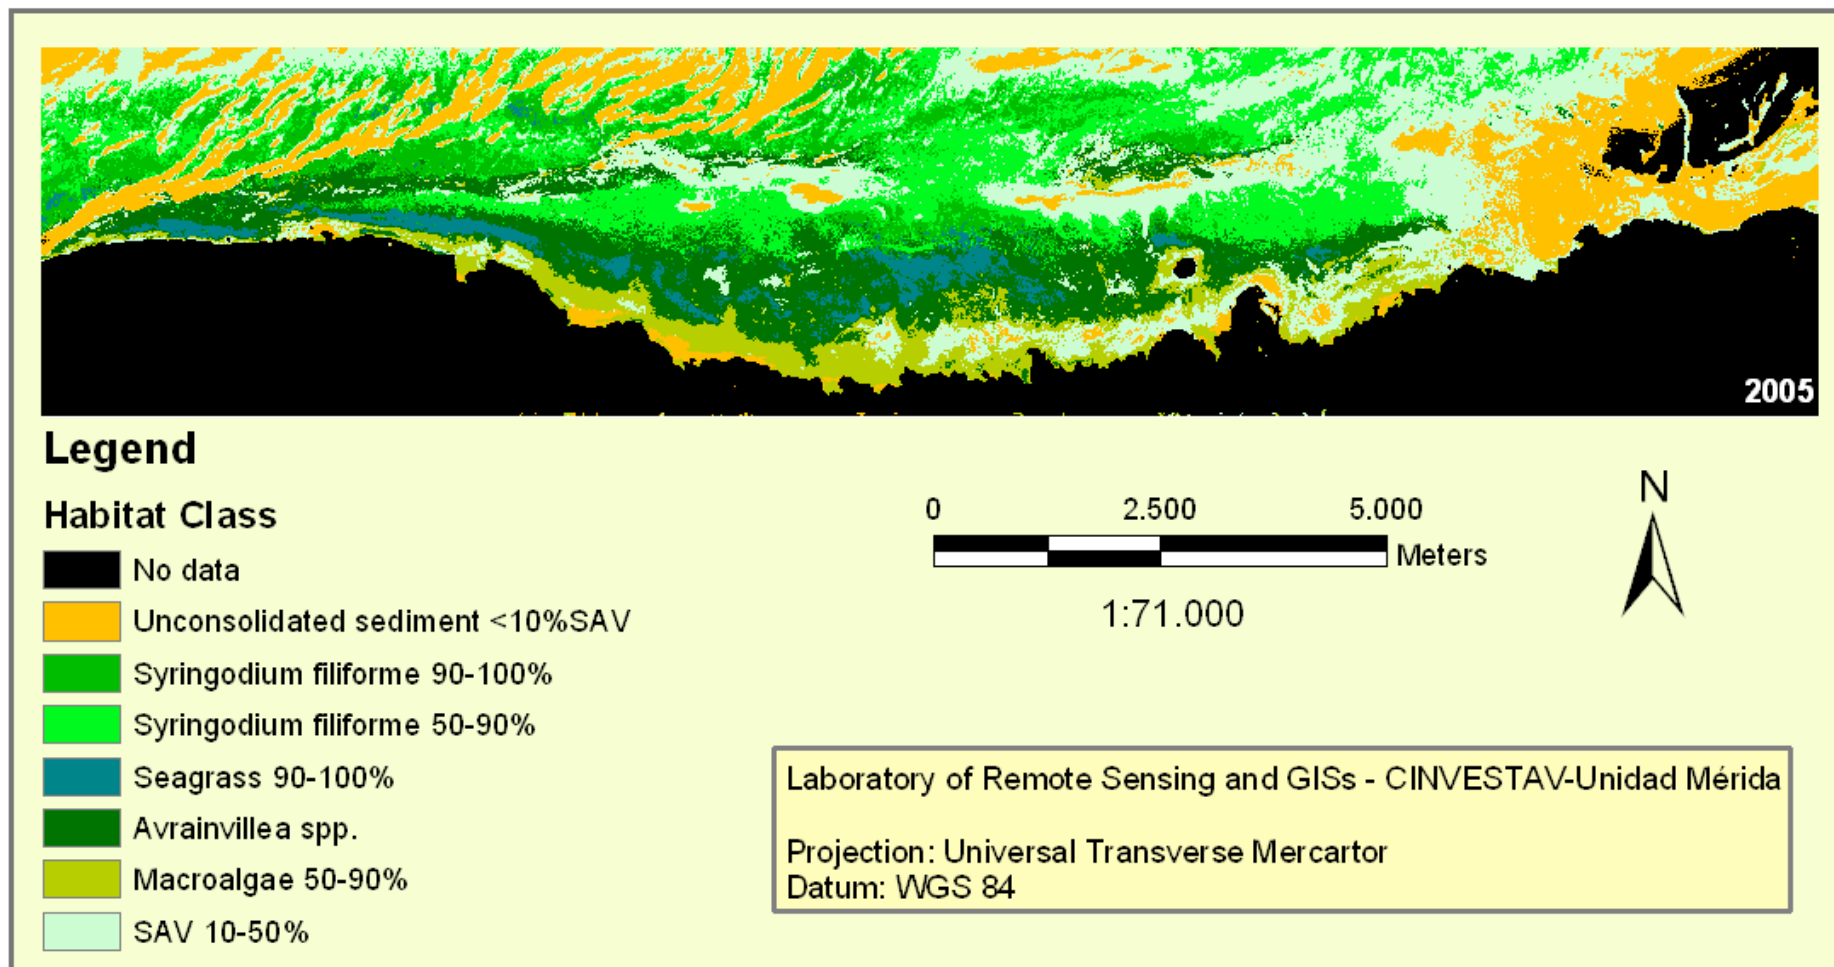 2005
Legend
Habitat Class
No data
Unconsolidated sediment <10%SAV
Syringodium filiforme 90-100%
Syringodium filiforme 50-90%
Seagrass 90-100%
Avrainvillea spp.
Macroalgae 50-90%
SAV 10-50%
0 2.500 5.000
Meters
1:71.000
N
Laboratory of Remote Sensing and GISs - CINVESTAV-Unidad Mérida
Projection: Universal Transverse Mercartor
Datum: WGS 84